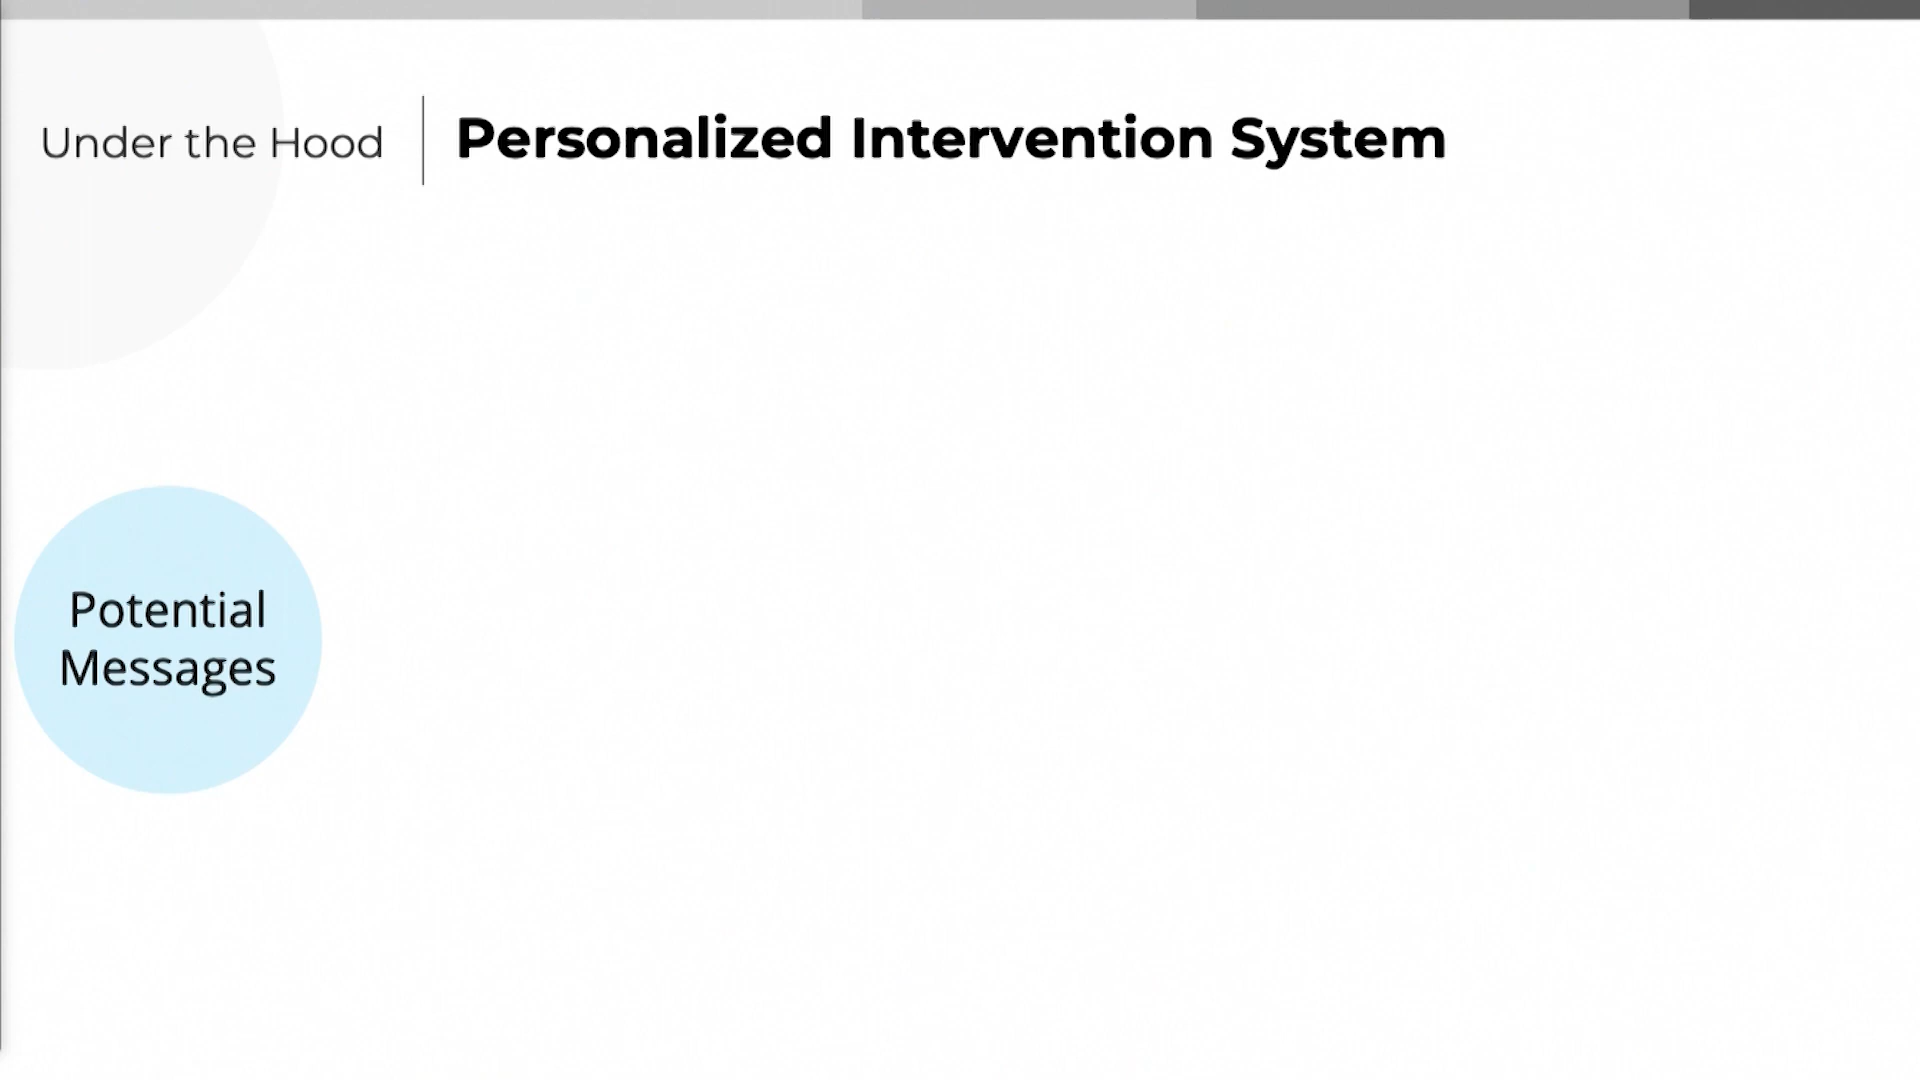 Under the Hood
Personalized Intervention System
Potential
Messages